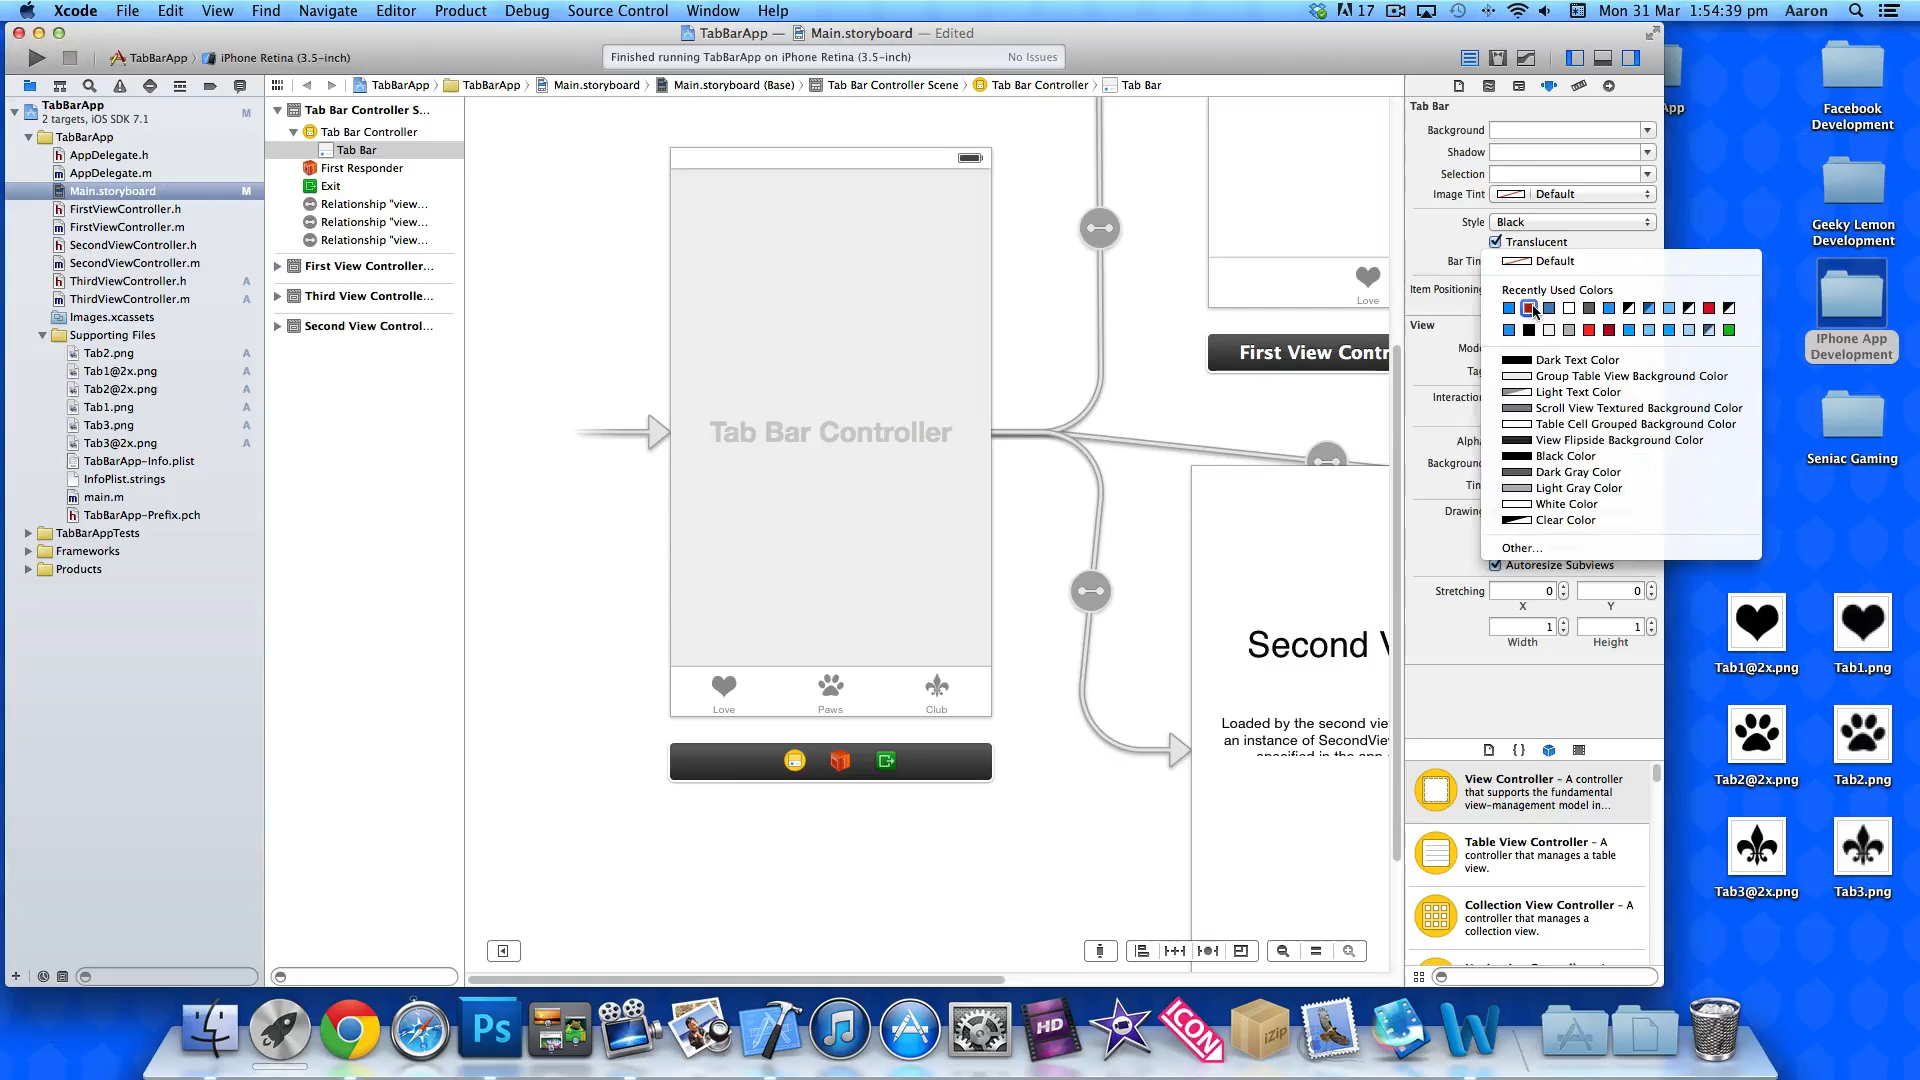 Xcode File Edit View Find Navigate Editor Product Debug Source Control Window Help
17 Mon 31 Mar 1:54:39 pm Aaron
TabBarApp — Main.storyboard — Edited
TabBarApp iPhone Retina (3.5-inch)
Finished running TabBarApp on iPhone Retina (3.5-inch) No Issues
TabBarApp TabBarApp Main.storyboard Main.storyboard (Base) Tab Bar Controller Scene Tab Bar Controller Tab Bar
TabBarApp
2 targets, iOS SDK 7.1 M
TabBarApp
AppDelegate.h
AppDelegate.m
Main.storyboard M
FirstViewController.h
FirstViewController.m
SecondViewController.h
SecondViewController.m
ThirdViewController.h A
ThirdViewController.m A
Images.xcassets
Supporting Files
Tab2.png A
Tab1@2x.png A
Tab2@2x.png A
Tab1.png A
Tab3.png A
Tab3@2x.png A
TabBarApp-Info.plist
InfoPlist.strings
main.m
TabBarApp-Prefix.pch
TabBarAppTests
Frameworks
Products
Tab Bar Controller S...
Tab Bar Controller
Tab Bar
First Responder
Exit
Relationship "view...
Relationship "view...
Relationship "view...
First View Controller...
Third View Controlle...
Second View Control...
Tab Bar Controller
Love
Paws
Club
Love
First View Contr
Second V
Loaded by the second vie
an instance of SecondVie
specified in the app
Tab Bar
Background
Shadow
Selection
Image Tint Default
Style Black
Translucent
Bar Tin
Item Positioning
View
Mode
Tag
Interaction
Alpha
Background
Tin
Drawing
Default
Recently Used Colors
Dark Text Color
Group Table View Background Color
Light Text Color
Scroll View Textured Background Color
Table Cell Grouped Background Color
View Flipside Background Color
Black Color
Dark Gray Color
Light Gray Color
White Color
Clear Color
Other...
Autoresize Subviews
Stretching 0 0
X Y
1 1
Width Height
View Controller – A controller
that supports the fundamental
view-management model in...
Table View Controller – A
controller that manages a table
view.
Collection View Controller – A
controller that manages a
collection view.
pp
Facebook
Development
Geeky Lemon
Development
IPhone App
Development
Seniac Gaming
Tab1@2x.png
Tab1.png
Tab2@2x.png
Tab2.png
Tab3@2x.png
Tab3.png
Ps
HD
ICON
iZip
W